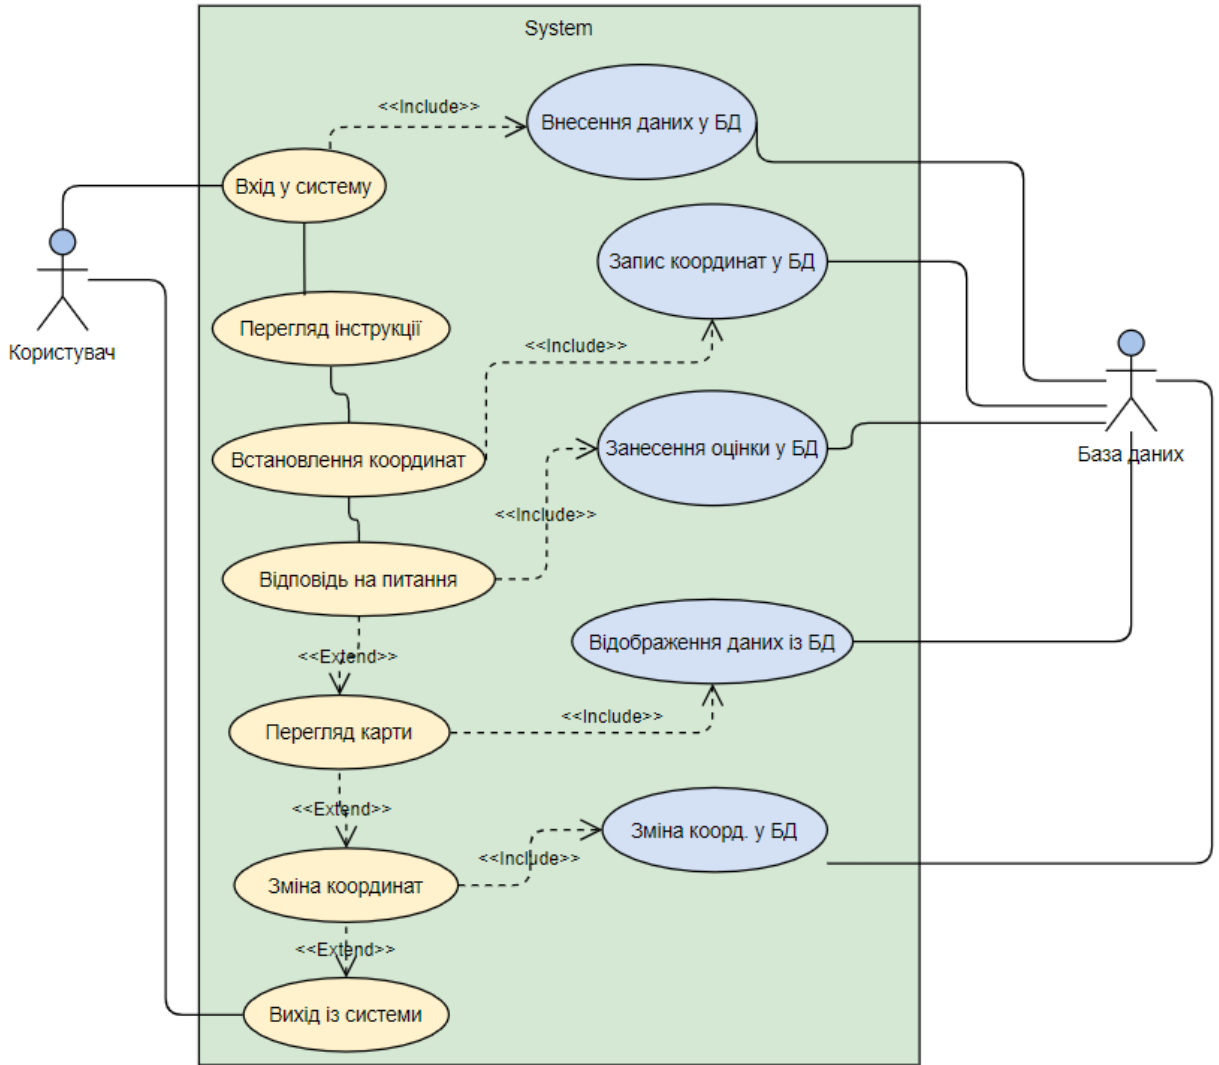 System
<<Include>>
Внесення даних у БД
Вхід у систему
Запис координат у БД
Перегляд інструкції
<<Include>>
Користувач
Встановлення координат
Занесення оцінки у БД
База даних
<<Include>>
Відповідь на питання
<<Extend>>
Відображення даних із БД
<<Include>>
Перегляд карти
<<Extend>>
Зміна коорд. у БД
<<Include>>
Зміна координат
<<Extend>>
Вихід із системи